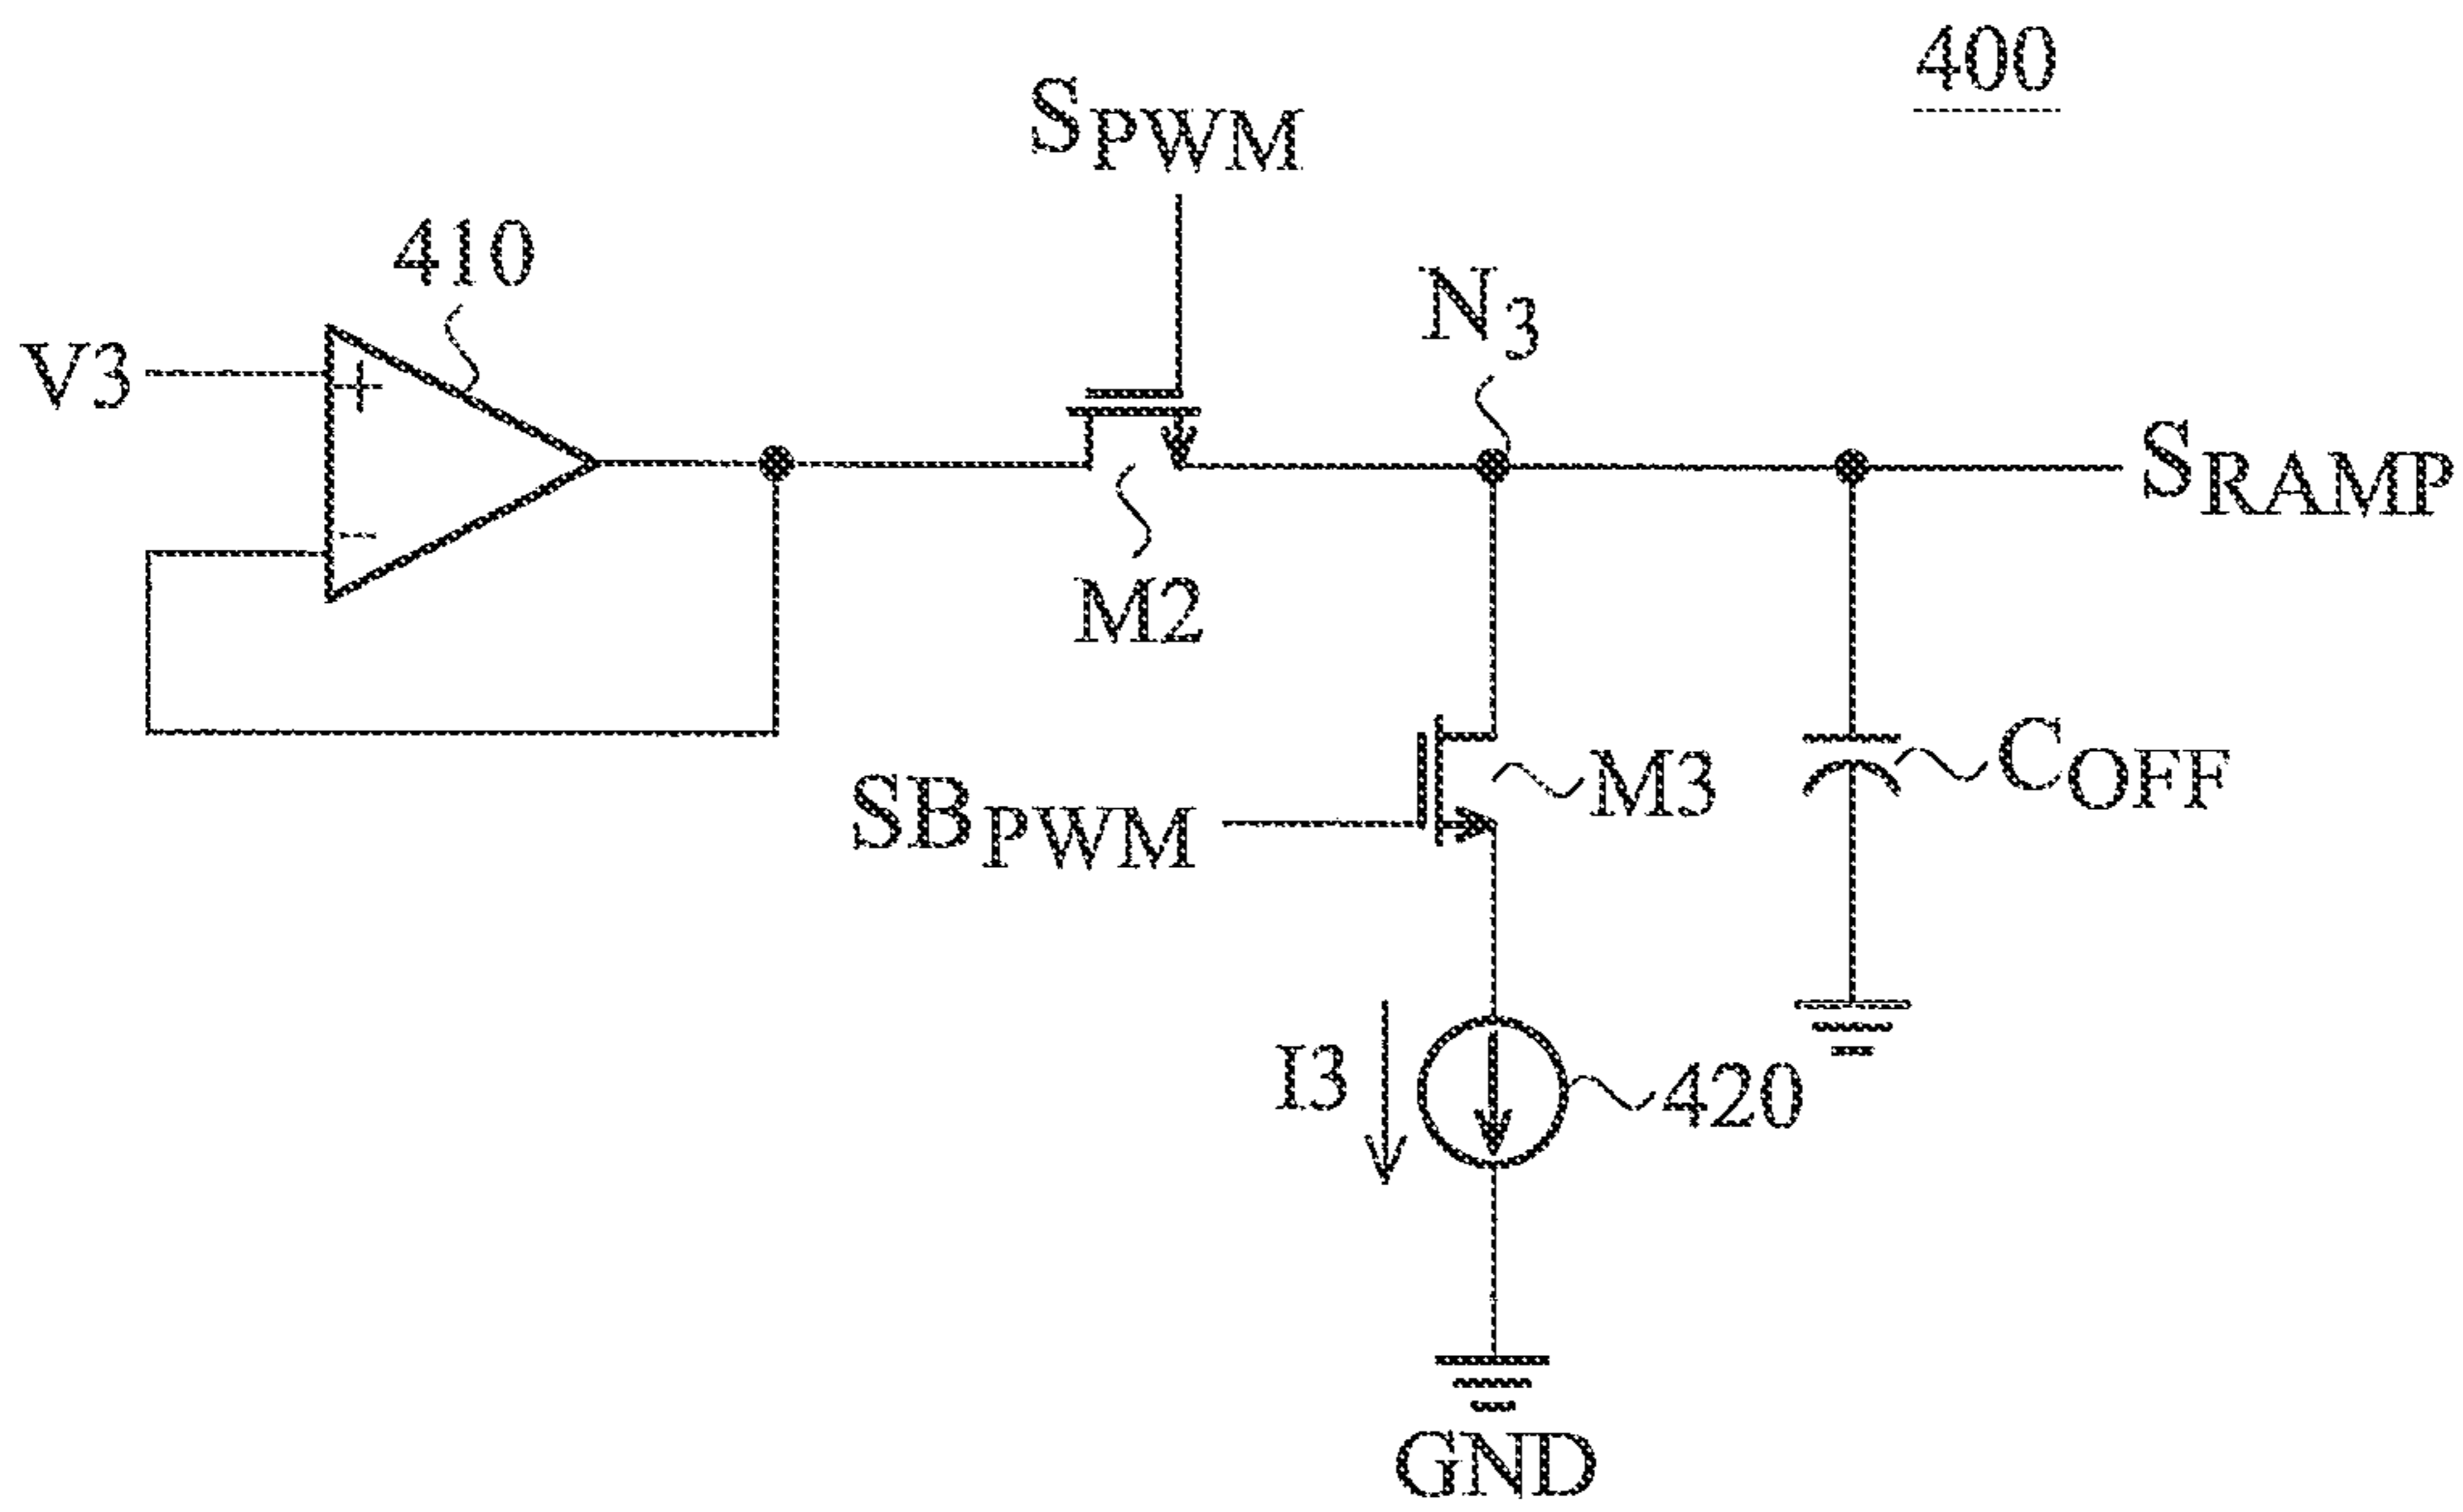 400
SPWM
410
N3
V3
+
-
SRAMP
M2
M3
COFF
SBPWM
I3
420
GND